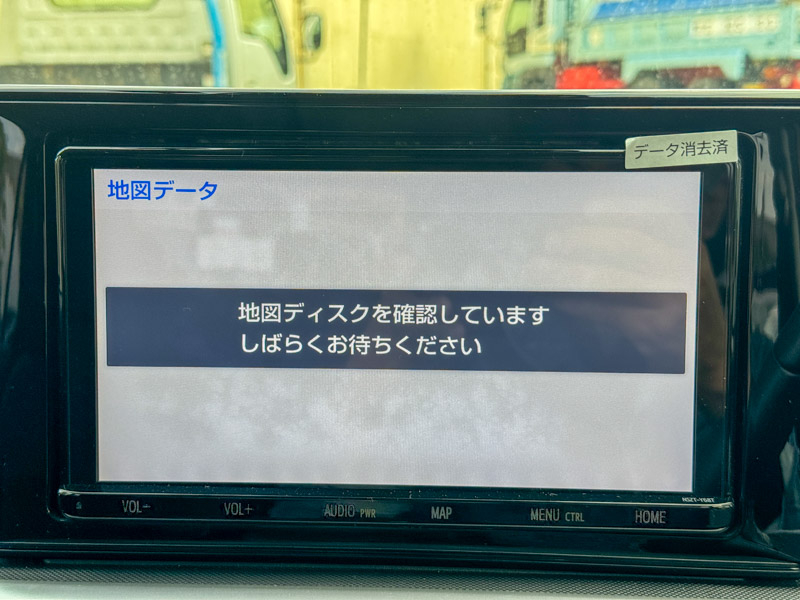 データ消去済
地図データ
地図ディスクを確認しています
しばらくお待ちください
NSZT-Y68T
VOL− VOL+ AUDIO PWR MAP MENU CTRL HOME